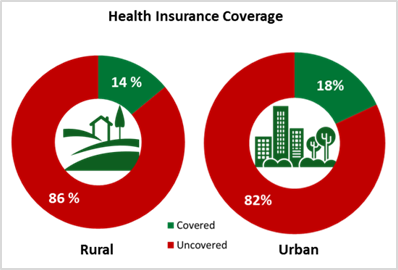 Health Insurance Coverage
14 %
86 %
18%
82%
Covered
Uncovered
Rural
Urban